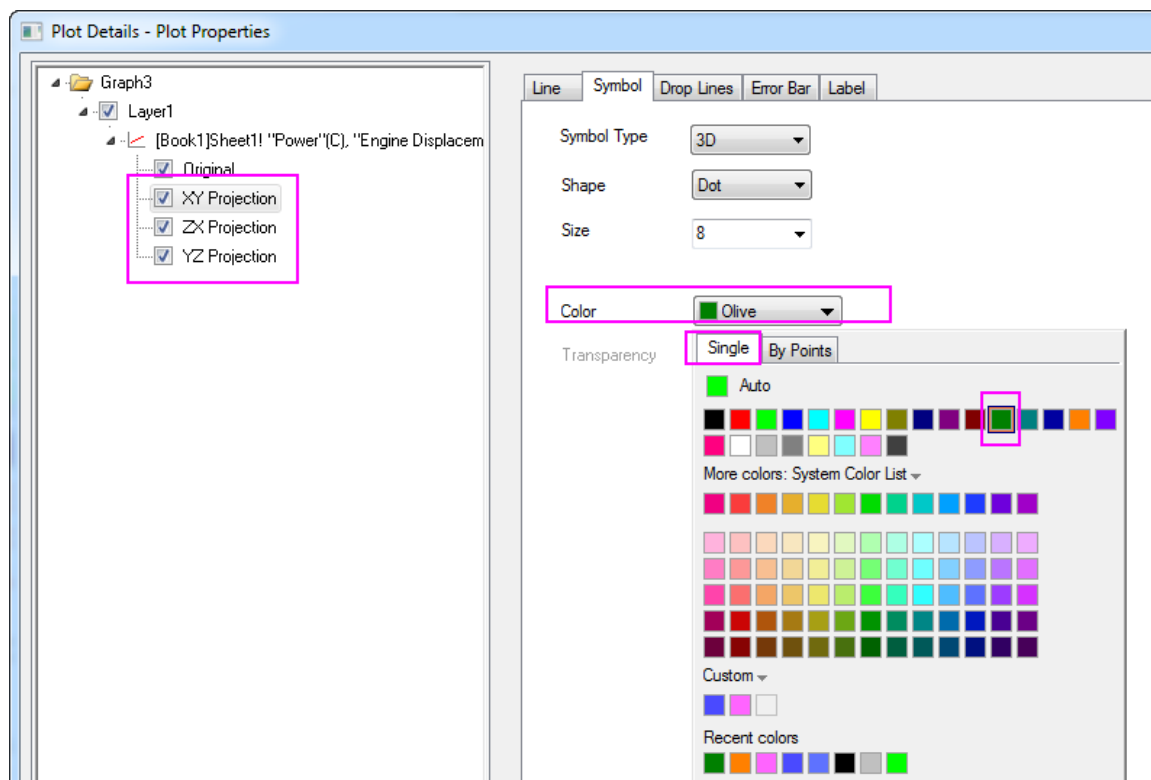 Plot Details - Plot Properties
Graph3
Layer1
[Book1]Sheet1! "Power"(C), "Engine Displacem
Original
XY Projection
ZX Projection
YZ Projection
Line Symbol Drop Lines Error Bar Label
Symbol Type 3D
Shape Dot
Size 8
Color Olive
Transparency
Single By Points
Auto
More colors: System Color List
Custom
Recent colors